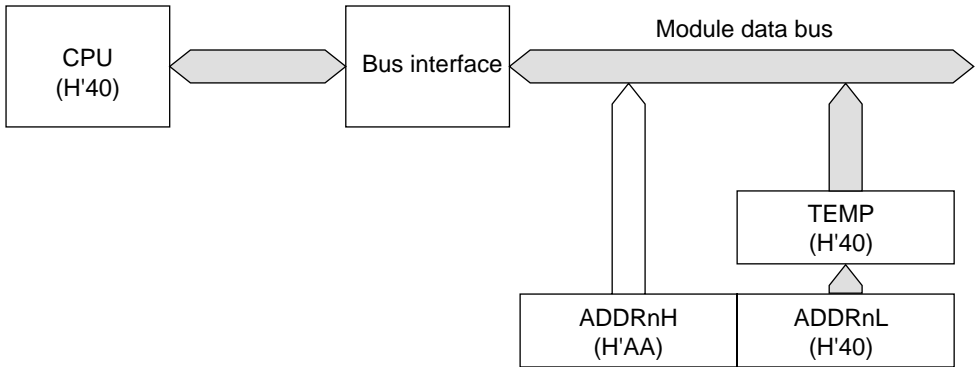 Module data bus
CPU
(H'40)
Bus interface
TEMP
(H'40)
ADDRnH
(H'AA)
ADDRnL
(H'40)